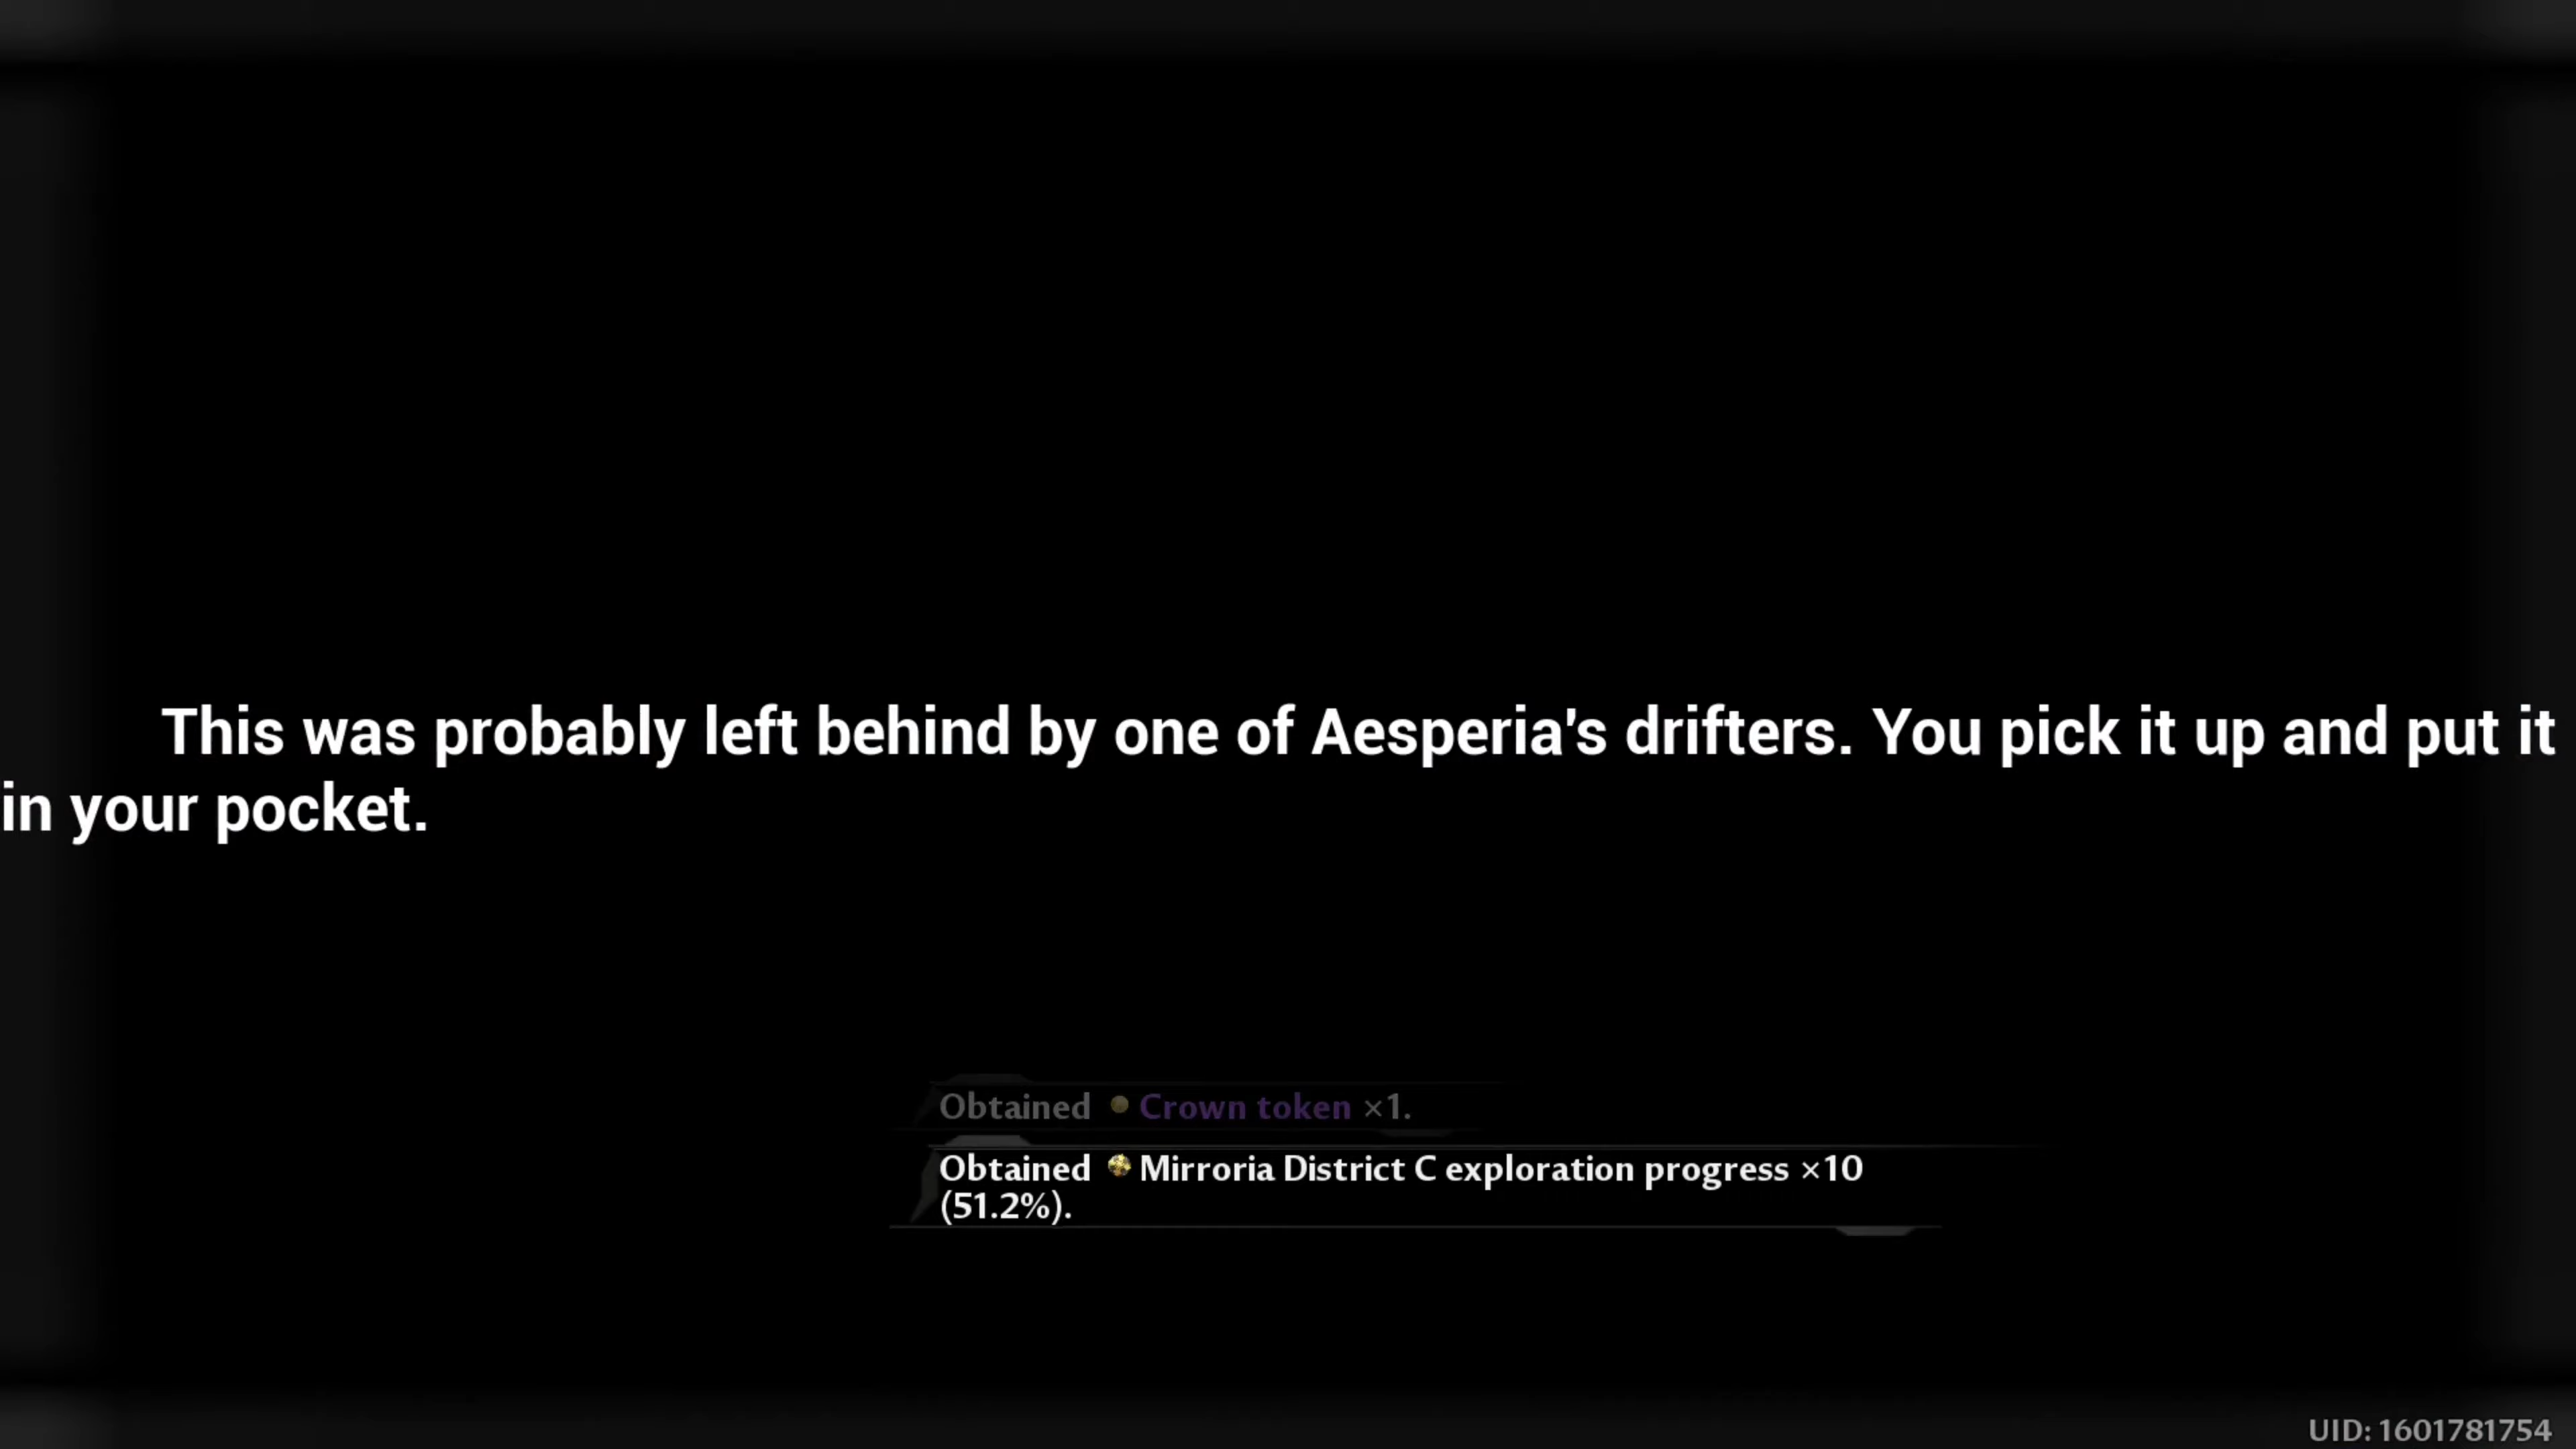 This was probably left behind by one of Aesperia's drifters. You pick it up and put it
in your pocket.
Obtained Crown token ×1.
Obtained Mirroria District C exploration progress ×10
(51.2%).
UID: 1601781754